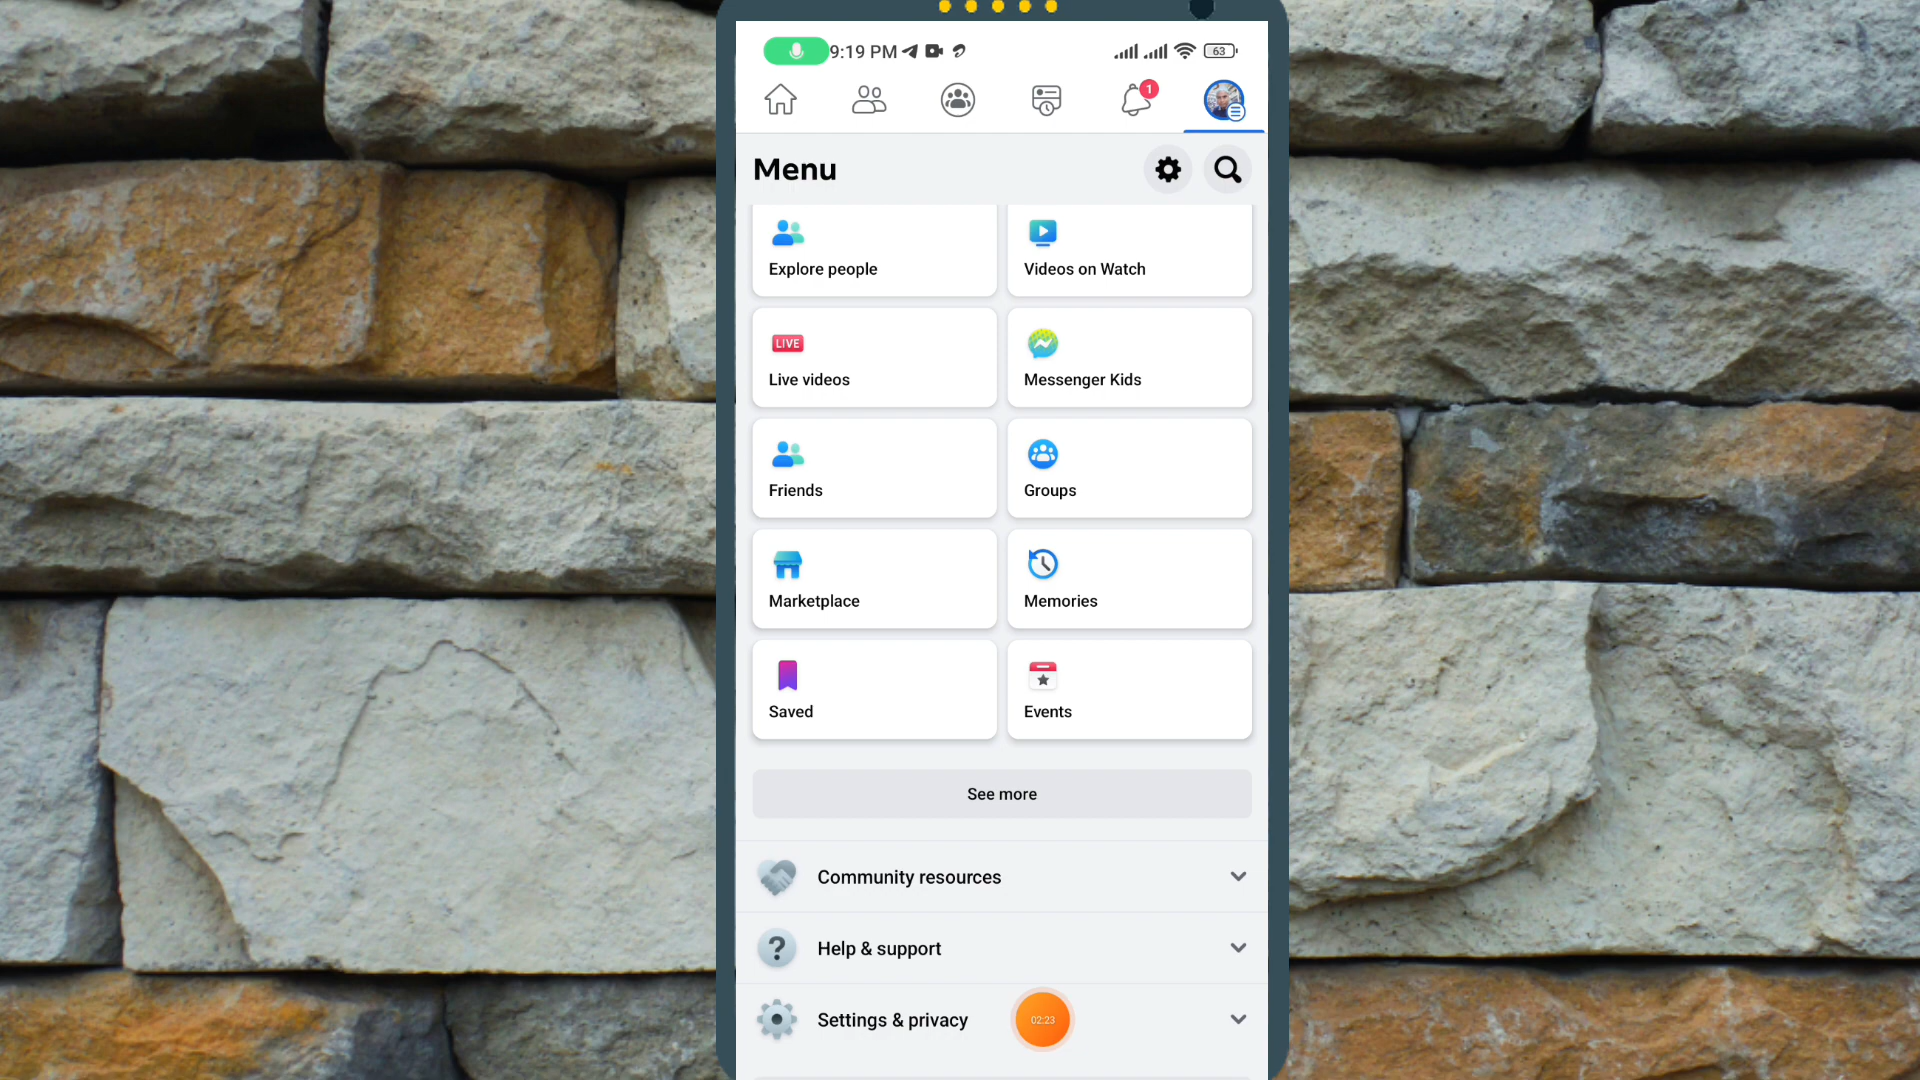 9:19 PM
63
1
Menu
Explore people
Videos on Watch
LIVE
Live videos
Messenger Kids
Friends
Groups
Marketplace
Memories
Saved
Events
See more
Community resources
?
Help & support
Settings & privacy
02:23